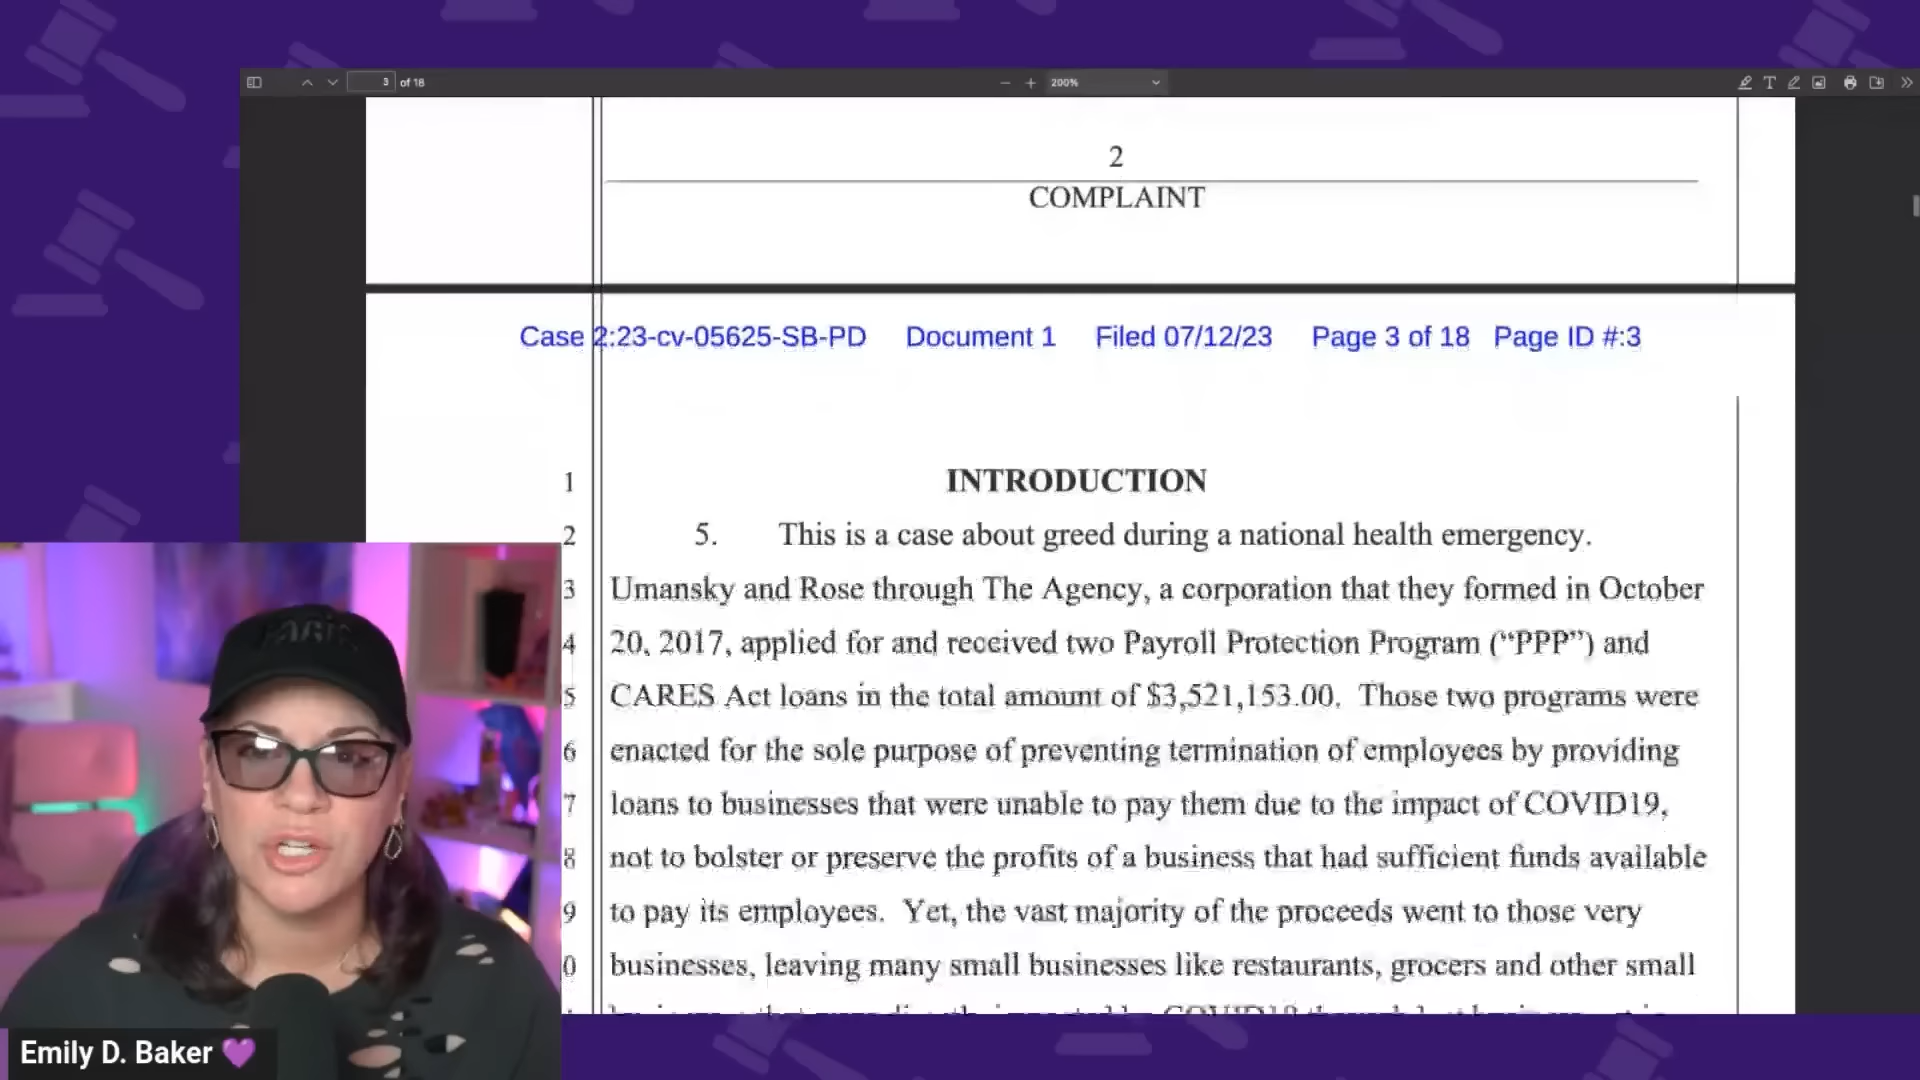 3 of 18
200%
2
COMPLAINT
Case 2:23-cv-05625-SB-PD Document 1 Filed 07/12/23 Page 3 of 18 Page ID #:3
1 INTRODUCTION
2 5. This is a case about greed during a national health emergency.
3 Umansky and Rose through The Agency, a corporation that they formed in October
4 20, 2017, applied for and received two Payroll Protection Program (“PPP”) and
5 CARES Act loans in the total amount of $3,521,153.00. Those two programs were
6 enacted for the sole purpose of preventing termination of employees by providing
7 loans to businesses that were unable to pay them due to the impact of COVID19,
8 not to bolster or preserve the profits of a business that had sufficient funds available
9 to pay its employees. Yet, the vast majority of the proceeds went to those very
0 businesses, leaving many small businesses like restaurants, grocers and other small
PARIS
Emily D. Baker 💜